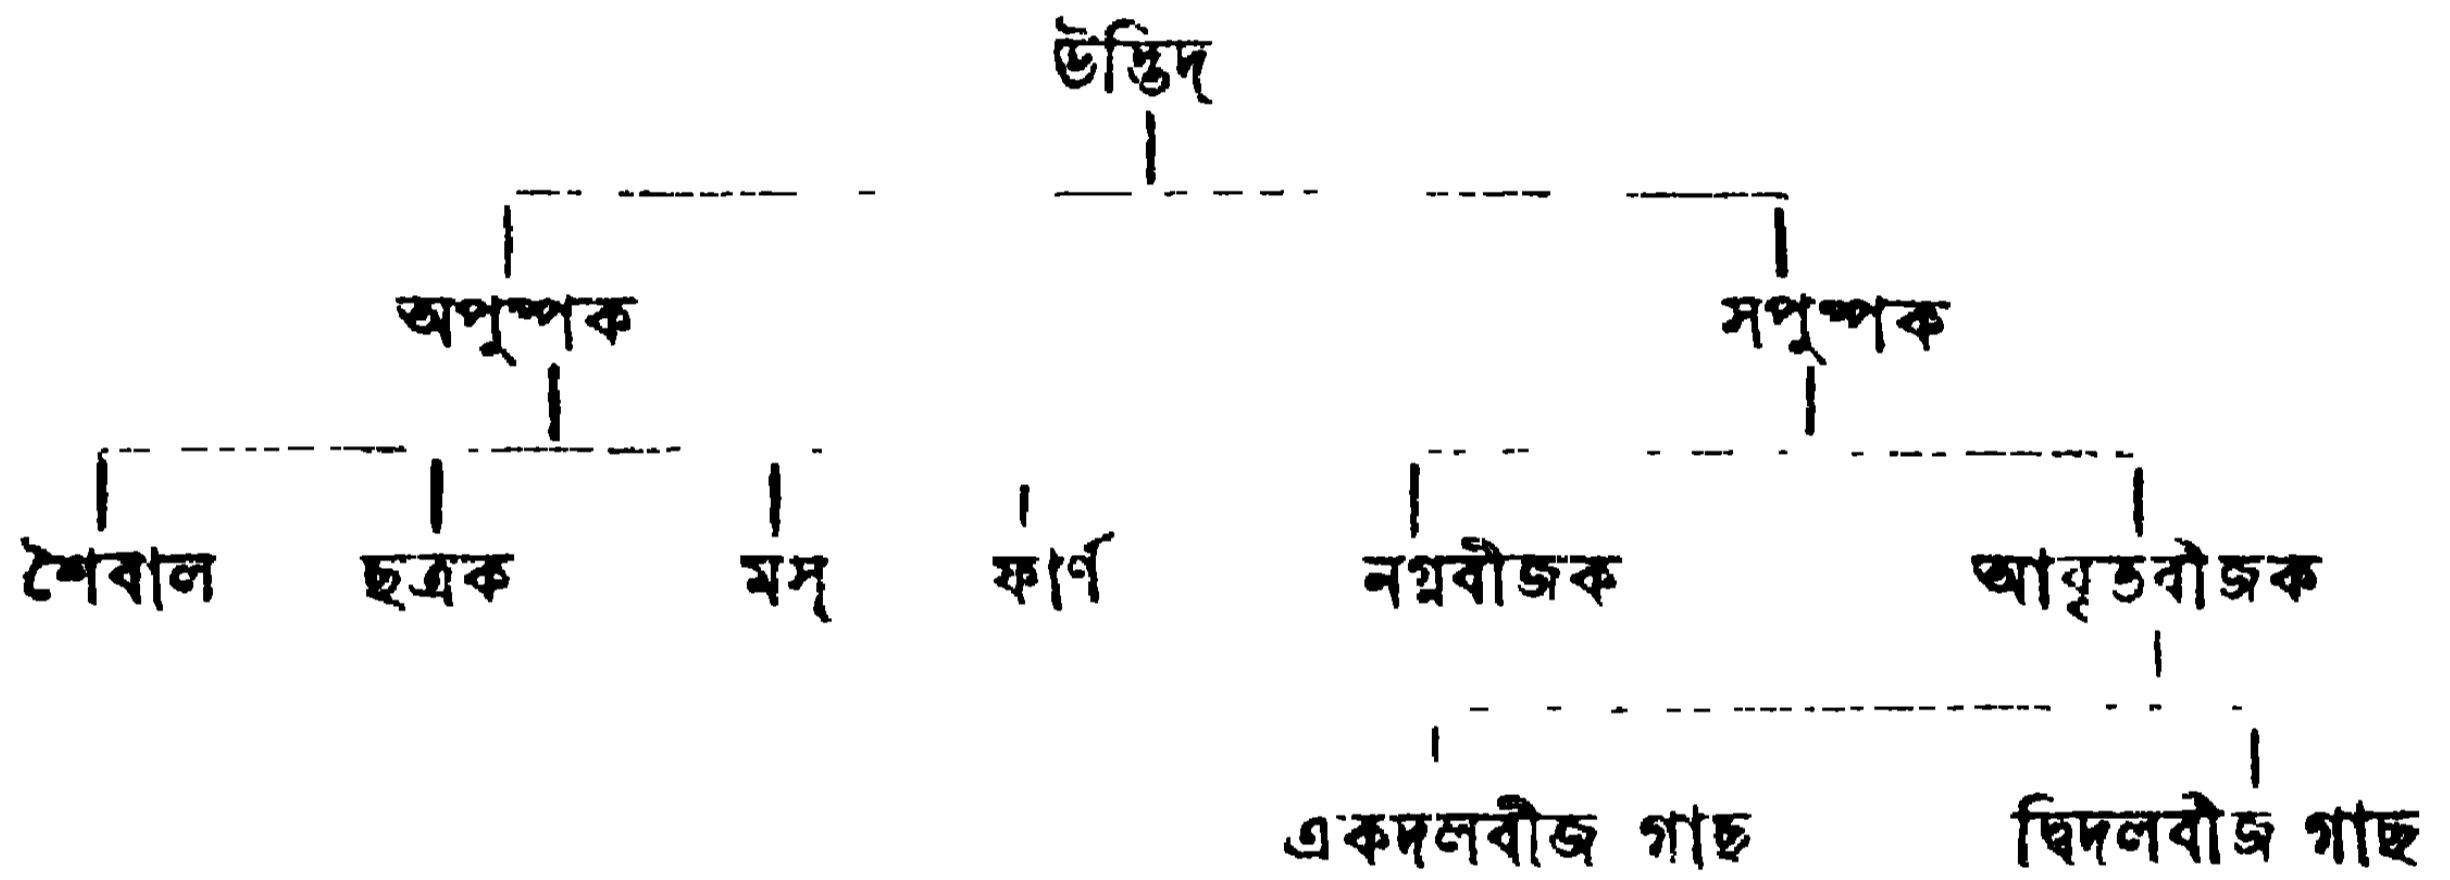 উদ্ভিদ্
অপুষ্পক সপুষ্পক
শৈবাল ছত্রক মস্ ফার্ণ নগ্নবীজক আবৃতবীজক
একদলবীজ গাছ দ্বিদলবীজ গাছ